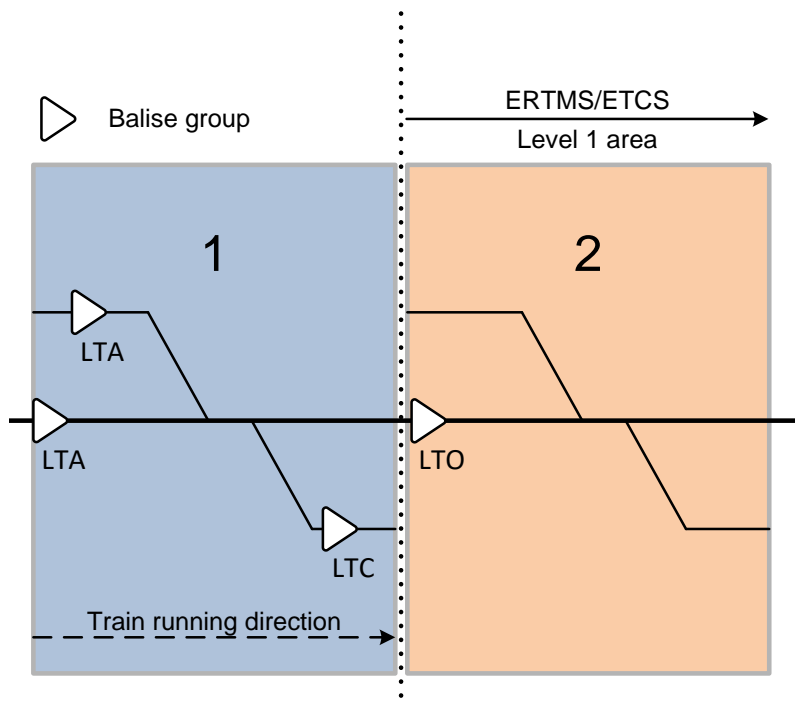 Balise group
ERTMS/ETCS
Level 1 area
1
2
LTA
LTA
LTO
LTC
Train running direction